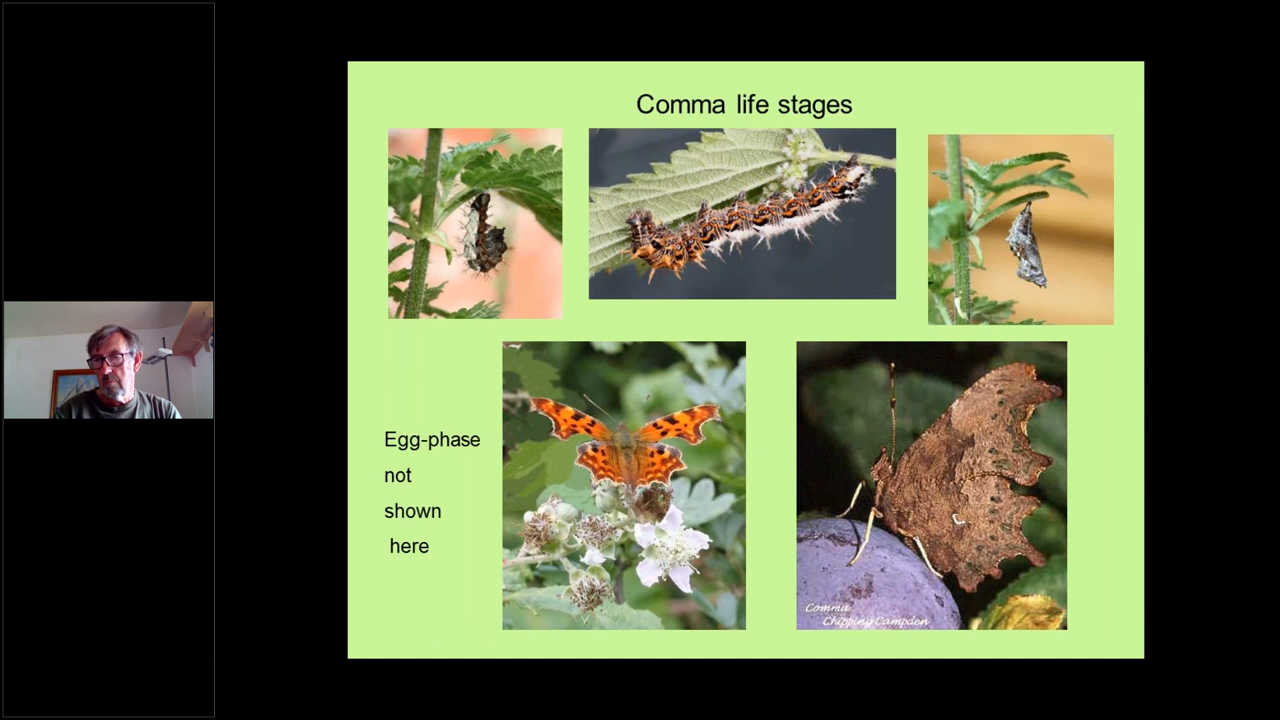 Comma life stages
Egg-phase
not
shown
here
Comma
Chipping Campden